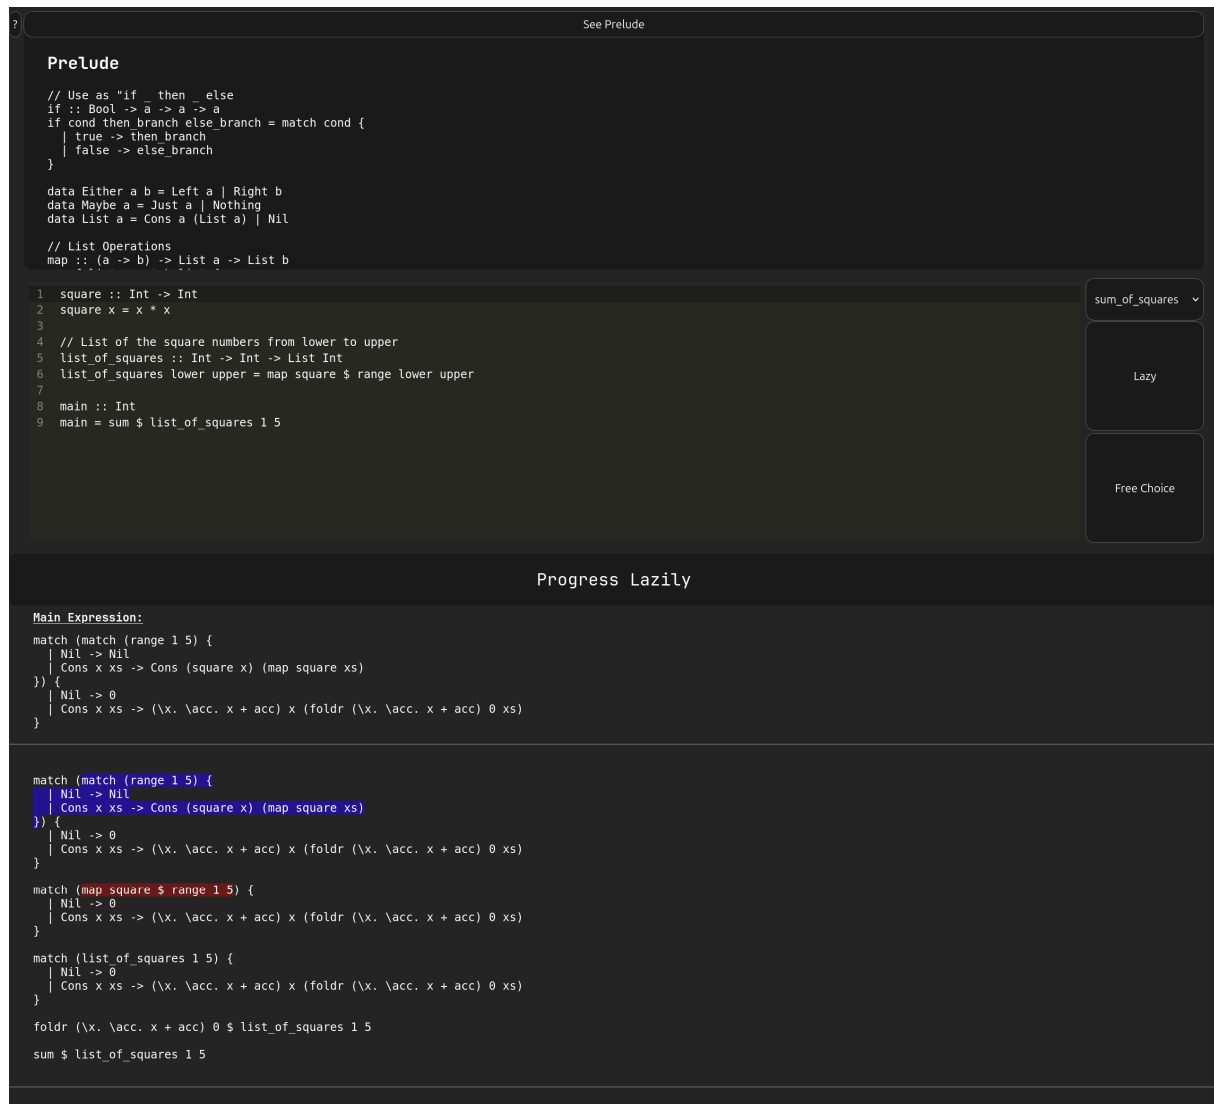 ?
See Prelude
Prelude
// Use as "if _ then _ else
if :: Bool -> a -> a -> a
if cond then_branch else_branch = match cond {
  | true -> then_branch
  | false -> else_branch
}
data Either a b = Left a | Right b
data Maybe a = Just a | Nothing
data List a = Cons a (List a) | Nil
// List Operations
map :: (a -> b) -> List a -> List b
1 square :: Int -> Int
2 square x = x * x
3
4 // List of the square numbers from lower to upper
5 list_of_squares :: Int -> Int -> List Int
6 list_of_squares lower upper = map square $ range lower upper
7
8 main :: Int
9 main = sum $ list_of_squares 1 5
sum_of_squares
Lazy
Free Choice
Progress Lazily
Main Expression:
match (match (range 1 5) {
  | Nil -> Nil
  | Cons x xs -> Cons (square x) (map square xs)
}) {
  | Nil -> 0
  | Cons x xs -> (\x. \acc. x + acc) x (foldr (\x. \acc. x + acc) 0 xs)
}
match (match (range 1 5) {
  | Nil -> Nil
  | Cons x xs -> Cons (square x) (map square xs)
}) {
  | Nil -> 0
  | Cons x xs -> (\x. \acc. x + acc) x (foldr (\x. \acc. x + acc) 0 xs)
}
match (map square $ range 1 5) {
  | Nil -> 0
  | Cons x xs -> (\x. \acc. x + acc) x (foldr (\x. \acc. x + acc) 0 xs)
}
match (list_of_squares 1 5) {
  | Nil -> 0
  | Cons x xs -> (\x. \acc. x + acc) x (foldr (\x. \acc. x + acc) 0 xs)
}
foldr (\x. \acc. x + acc) 0 $ list_of_squares 1 5
sum $ list_of_squares 1 5